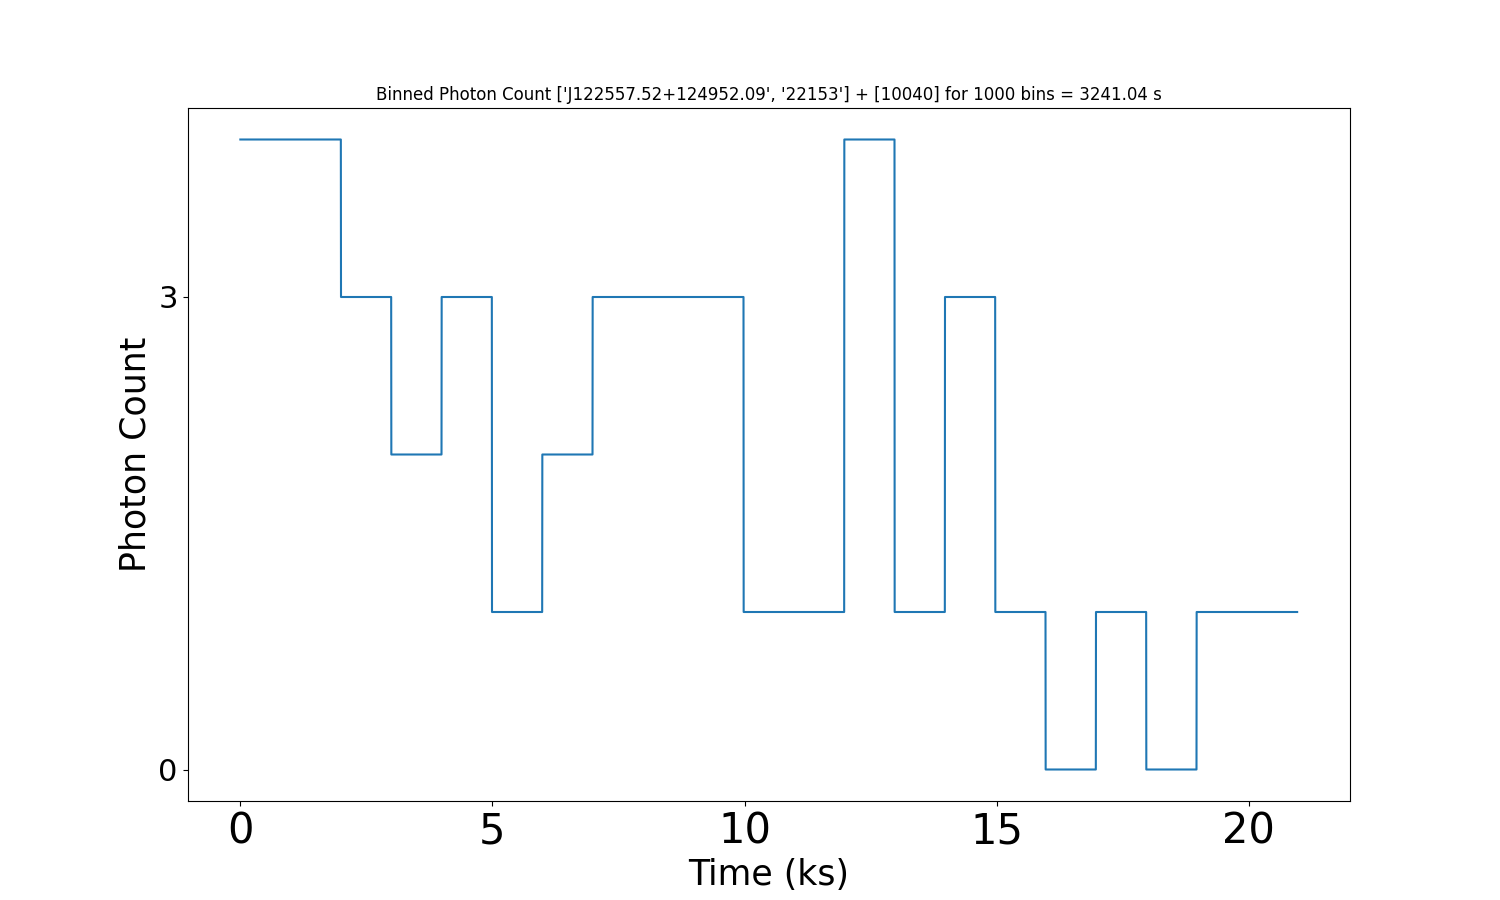 Binned Photon Count ['J122557.52+124952.09', '22153'] + [10040] for 1000 bins = 3241.04 s
3
Photon Count
0
0 5 10 15 20
Time (ks)